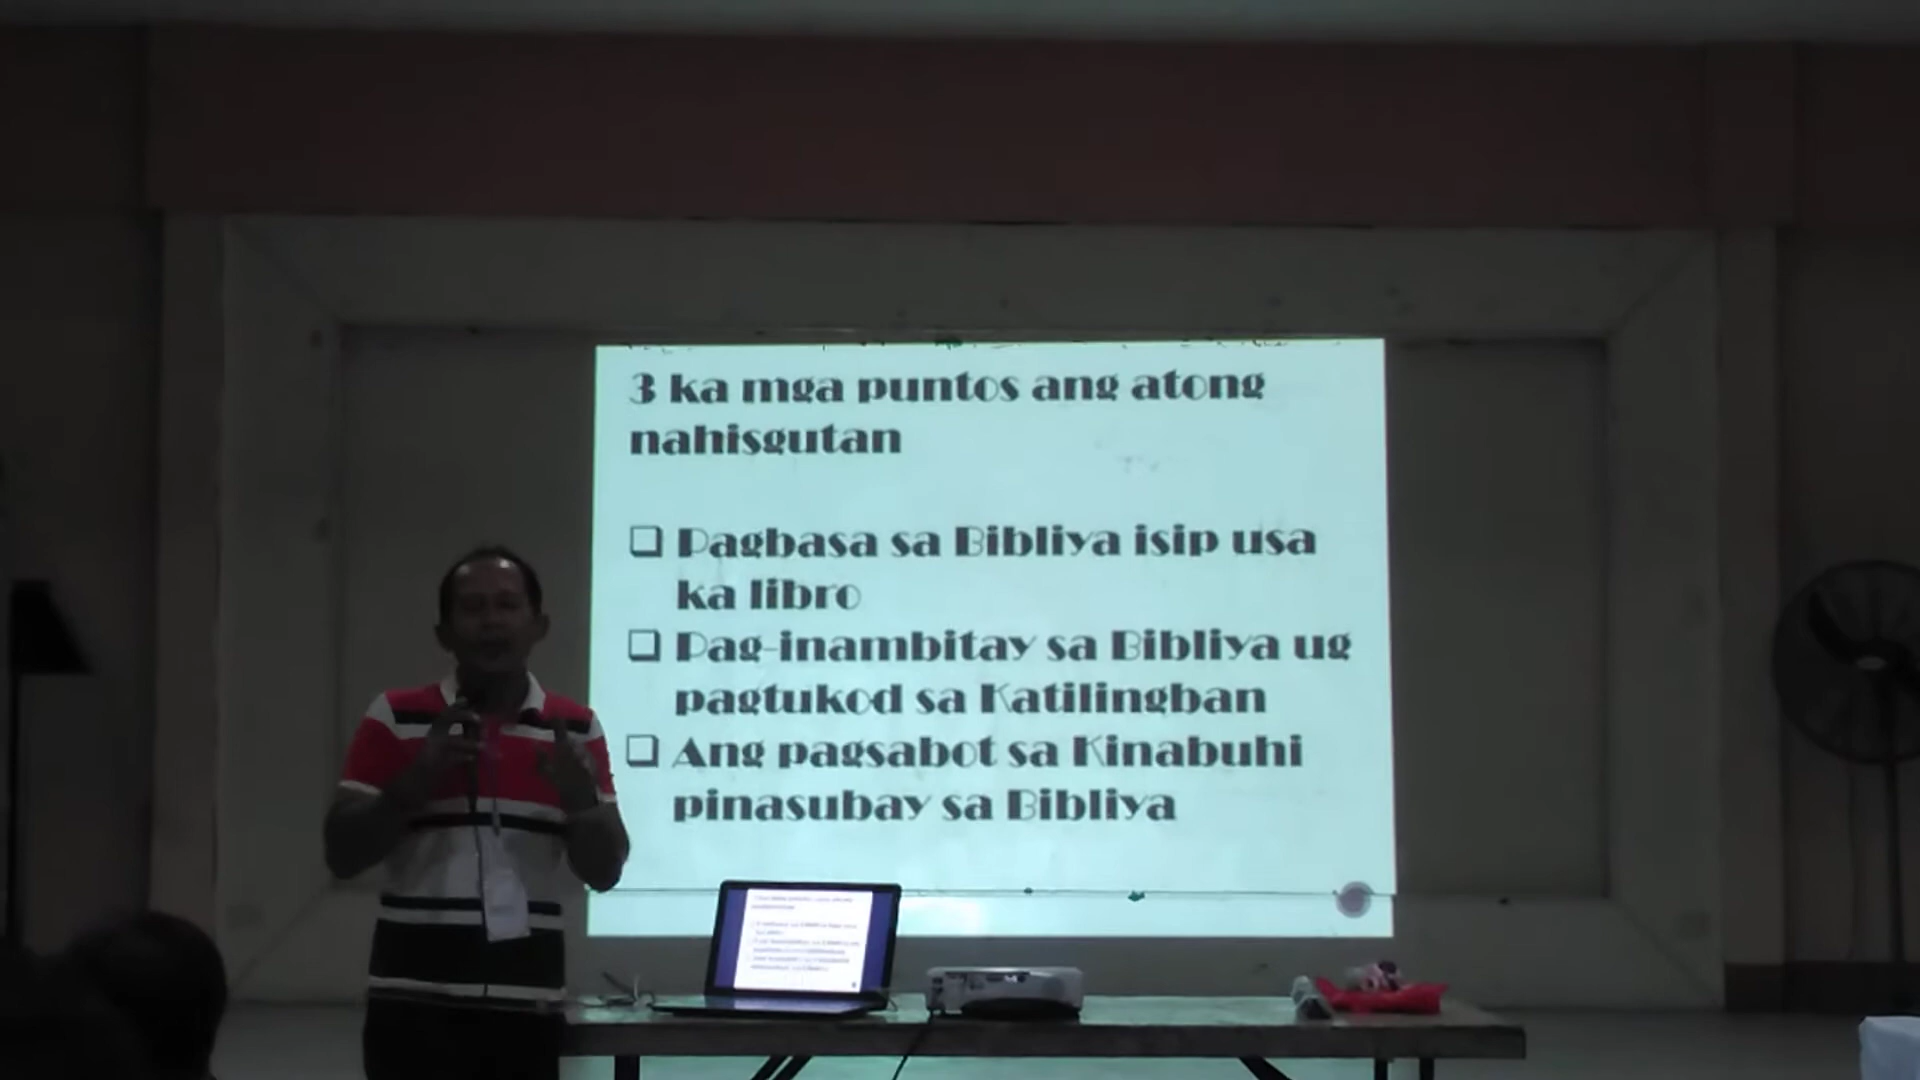 3 ka mga puntos ang atong
nahisgutan
Pagbasa sa Bibliya isip usa
ka libro
Pag-inambitay sa Bibliya ug
pagtukod sa Katilingban
Ang pagsabot sa Kinabuhi
pinasubay sa Bibliya